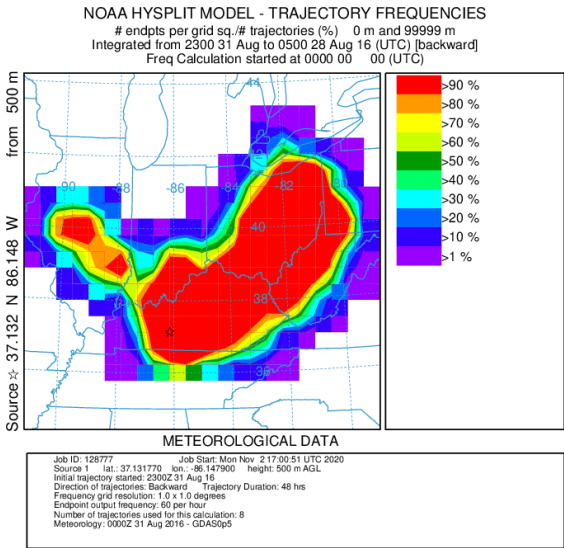 NOAA HYSPLIT MODEL - TRAJECTORY FREQUENCIES
# endpts per grid sq./# trajectories (%)    0 m and 99999 m
Integrated from 2300 31 Aug to 0500 28 Aug 16 (UTC) [backward]
Freq Calculation started at 0000 00    00 (UTC)
Source ☆ 37.132 N 86.148 W    from 500 m
44
42
-90 -88 -86 -84 -82 -80
40
38
36
>90 %
>80 %
>70 %
>60 %
>50 %
>40 %
>30 %
>20 %
>10 %
>1 %
METEOROLOGICAL DATA
Job ID: 128777    Job Start: Mon Nov 2 17:00:51 UTC 2020
Source 1    lat.: 37.131770    lon.: -86.147900    height: 500 m AGL
Initial trajectory started: 2300Z 31 Aug 16
Direction of trajectories: Backward    Trajectory Duration: 48 hrs
Frequency grid resolution: 1.0 x 1.0 degrees
Endpoint output frequency: 60 per hour
Number of trajectories used for this calculation: 8
Meteorology: 0000Z 31 Aug 2016 - GDAS0p5